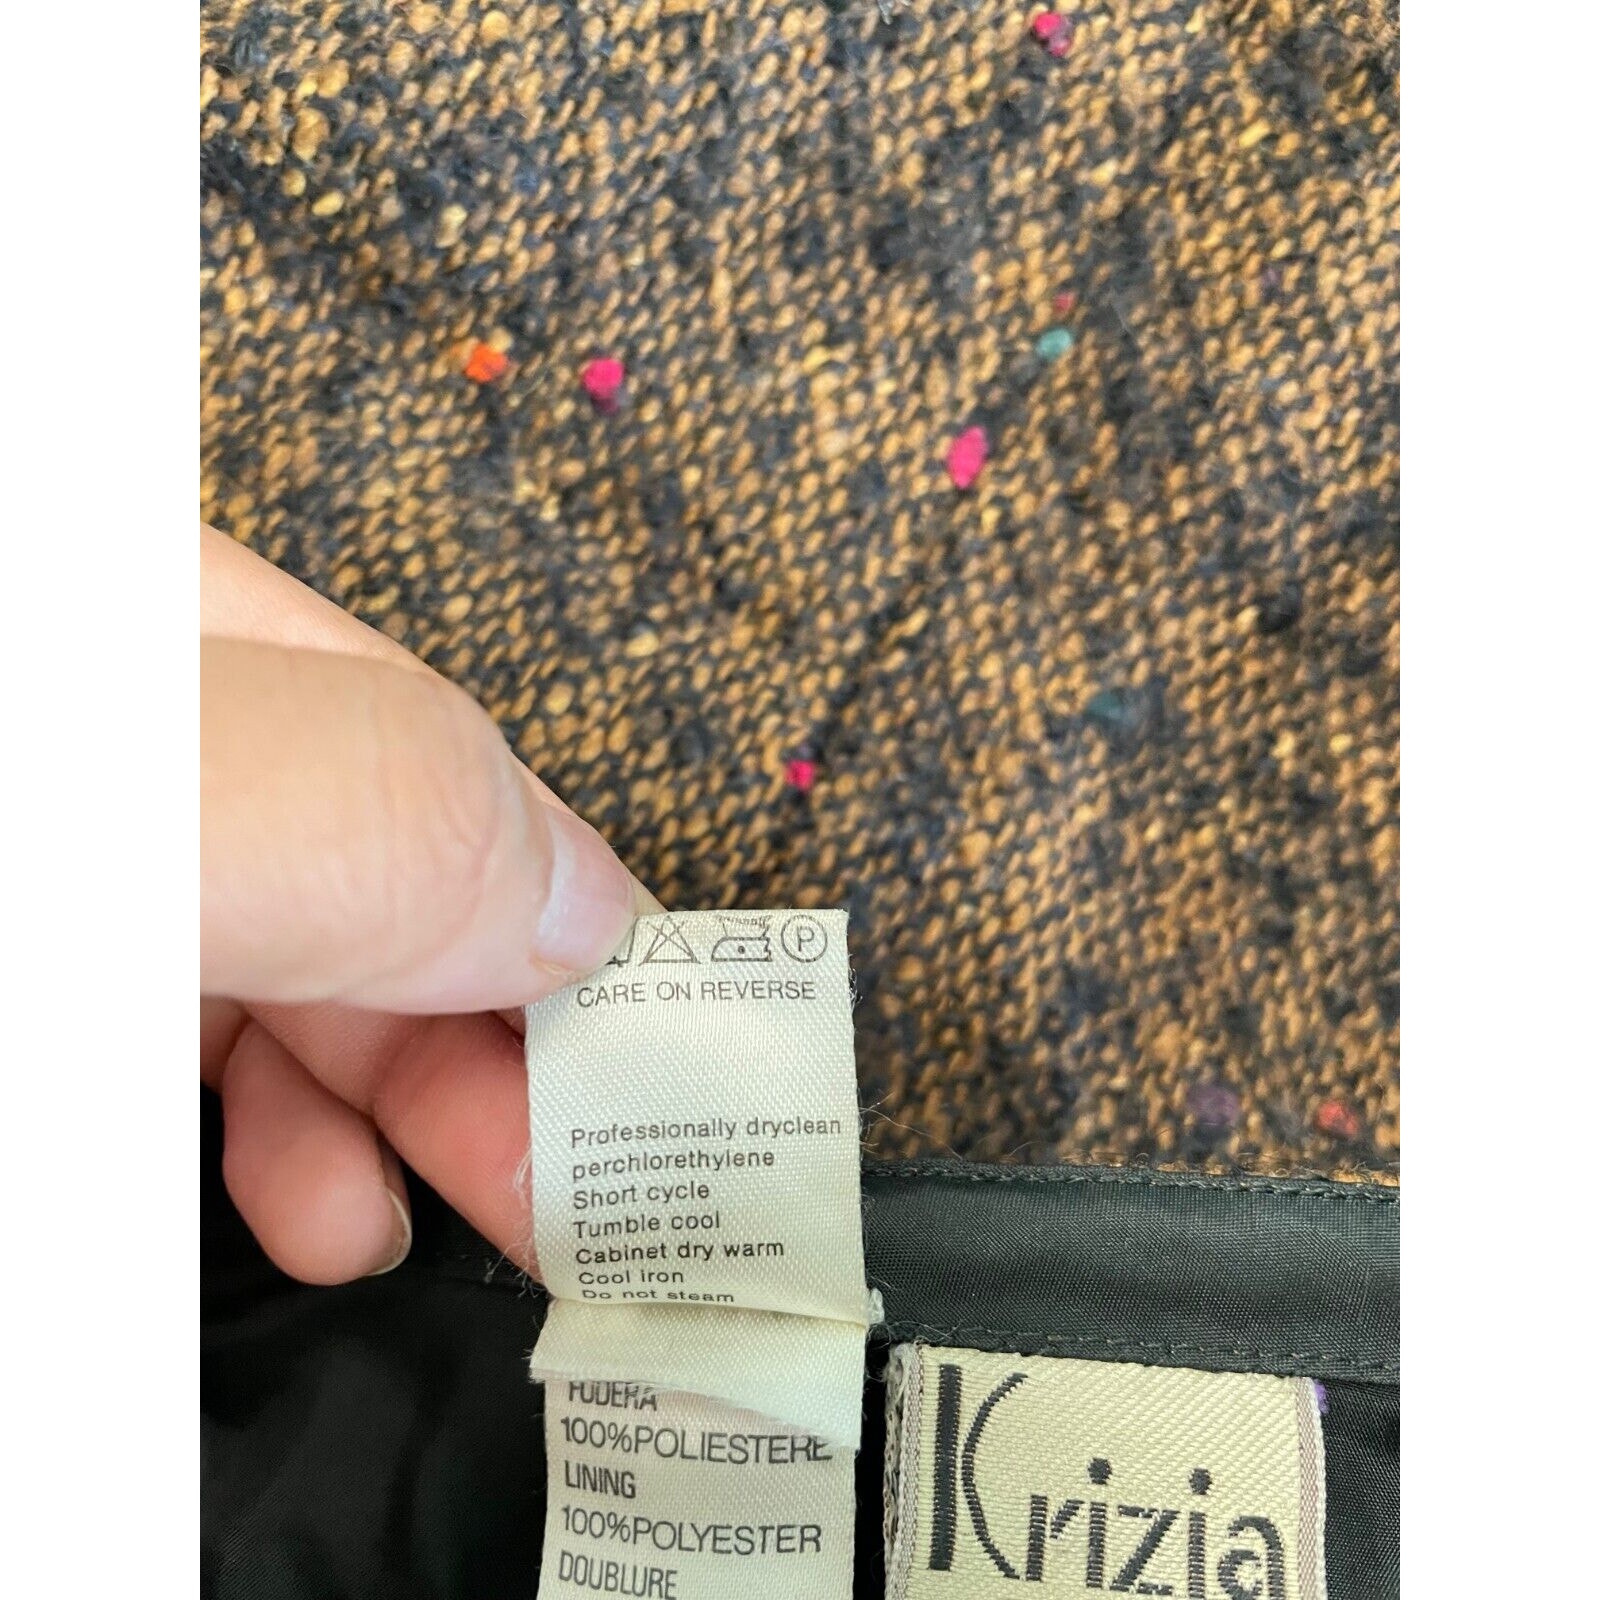 P
CARE ON REVERSE
Professionally dryclean
perchlorethylene
Short cycle
Tumble cool
Cabinet dry warm
Cool iron
Do not steam
FODERA
100%POLIESTERE
LINING
100%POLYESTER
DOUBLURE
Krizia